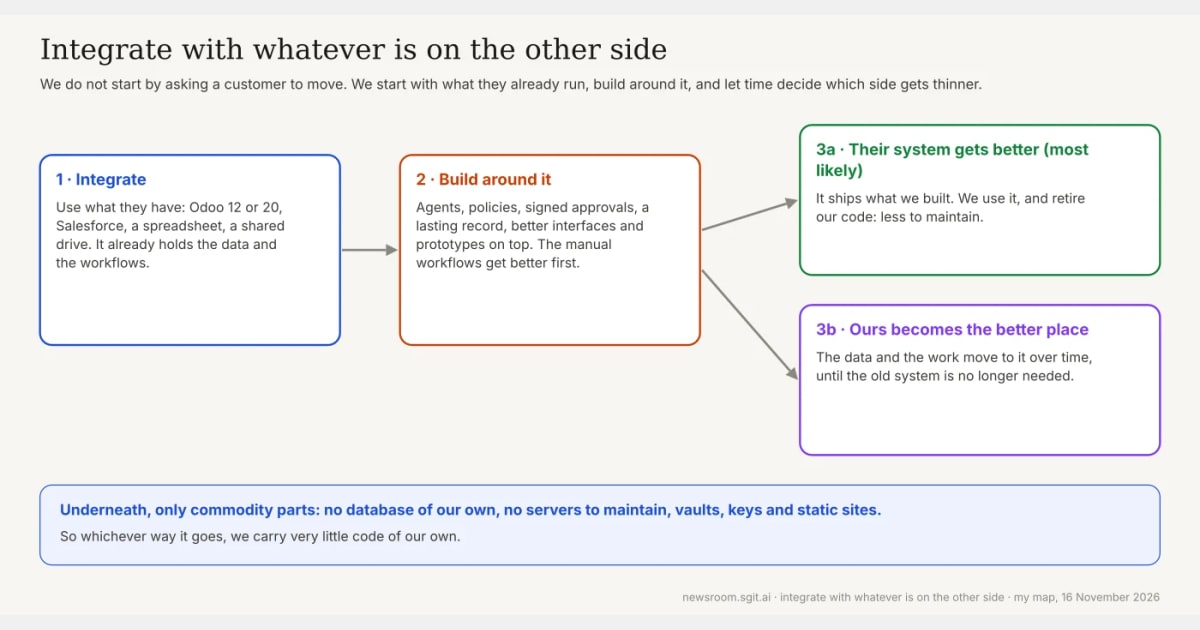 Integrate with whatever is on the other side
We do not start by asking a customer to move. We start with what they already run, build around it, and let time decide which side gets thinner.
1 · Integrate
Use what they have: Odoo 12 or 20,
Salesforce, a spreadsheet, a shared
drive. It already holds the data and
the workflows.
2 · Build around it
Agents, policies, signed approvals, a
lasting record, better interfaces and
prototypes on top. The manual
workflows get better first.
3a · Their system gets better (most
likely)
It ships what we built. We use it, and retire
our code: less to maintain.
3b · Ours becomes the better place
The data and the work move to it over time,
until the old system is no longer needed.
Underneath, only commodity parts: no database of our own, no servers to maintain, vaults, keys and static sites.
So whichever way it goes, we carry very little code of our own.
newsroom.sgit.ai · integrate with whatever is on the other side · my map, 16 November 2026